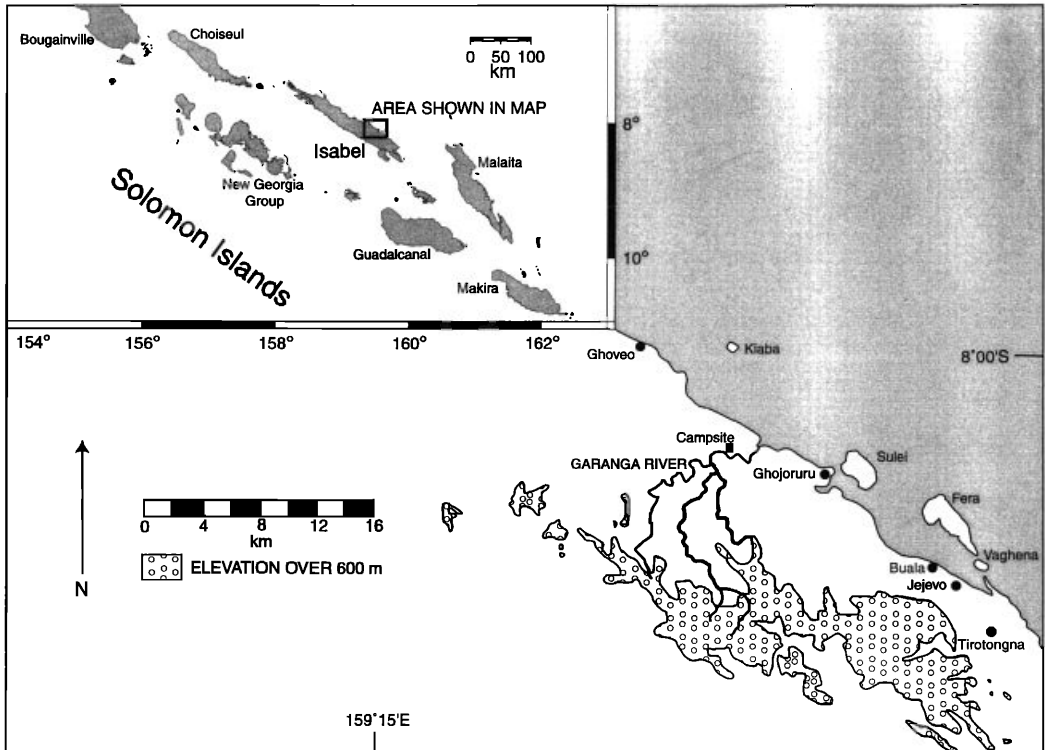 Bougainville
Choiseul
0 50 100
km
AREA SHOWN IN MAP
Isabel
Malaita
New Georgia
Group
Solomon Islands
Guadalcanal
Makira
8°
10°
154° 156° 158° 160° 162°
Ghoveo
Kiaba
8°00'S
Campsite
GARANGA RIVER
Ghojoruru
Sulei
Fera
Vaghena
Buala
Jejevo
Tirotongna
0 4 8 12 16
km
ELEVATION OVER 600 m
N
159°15'E